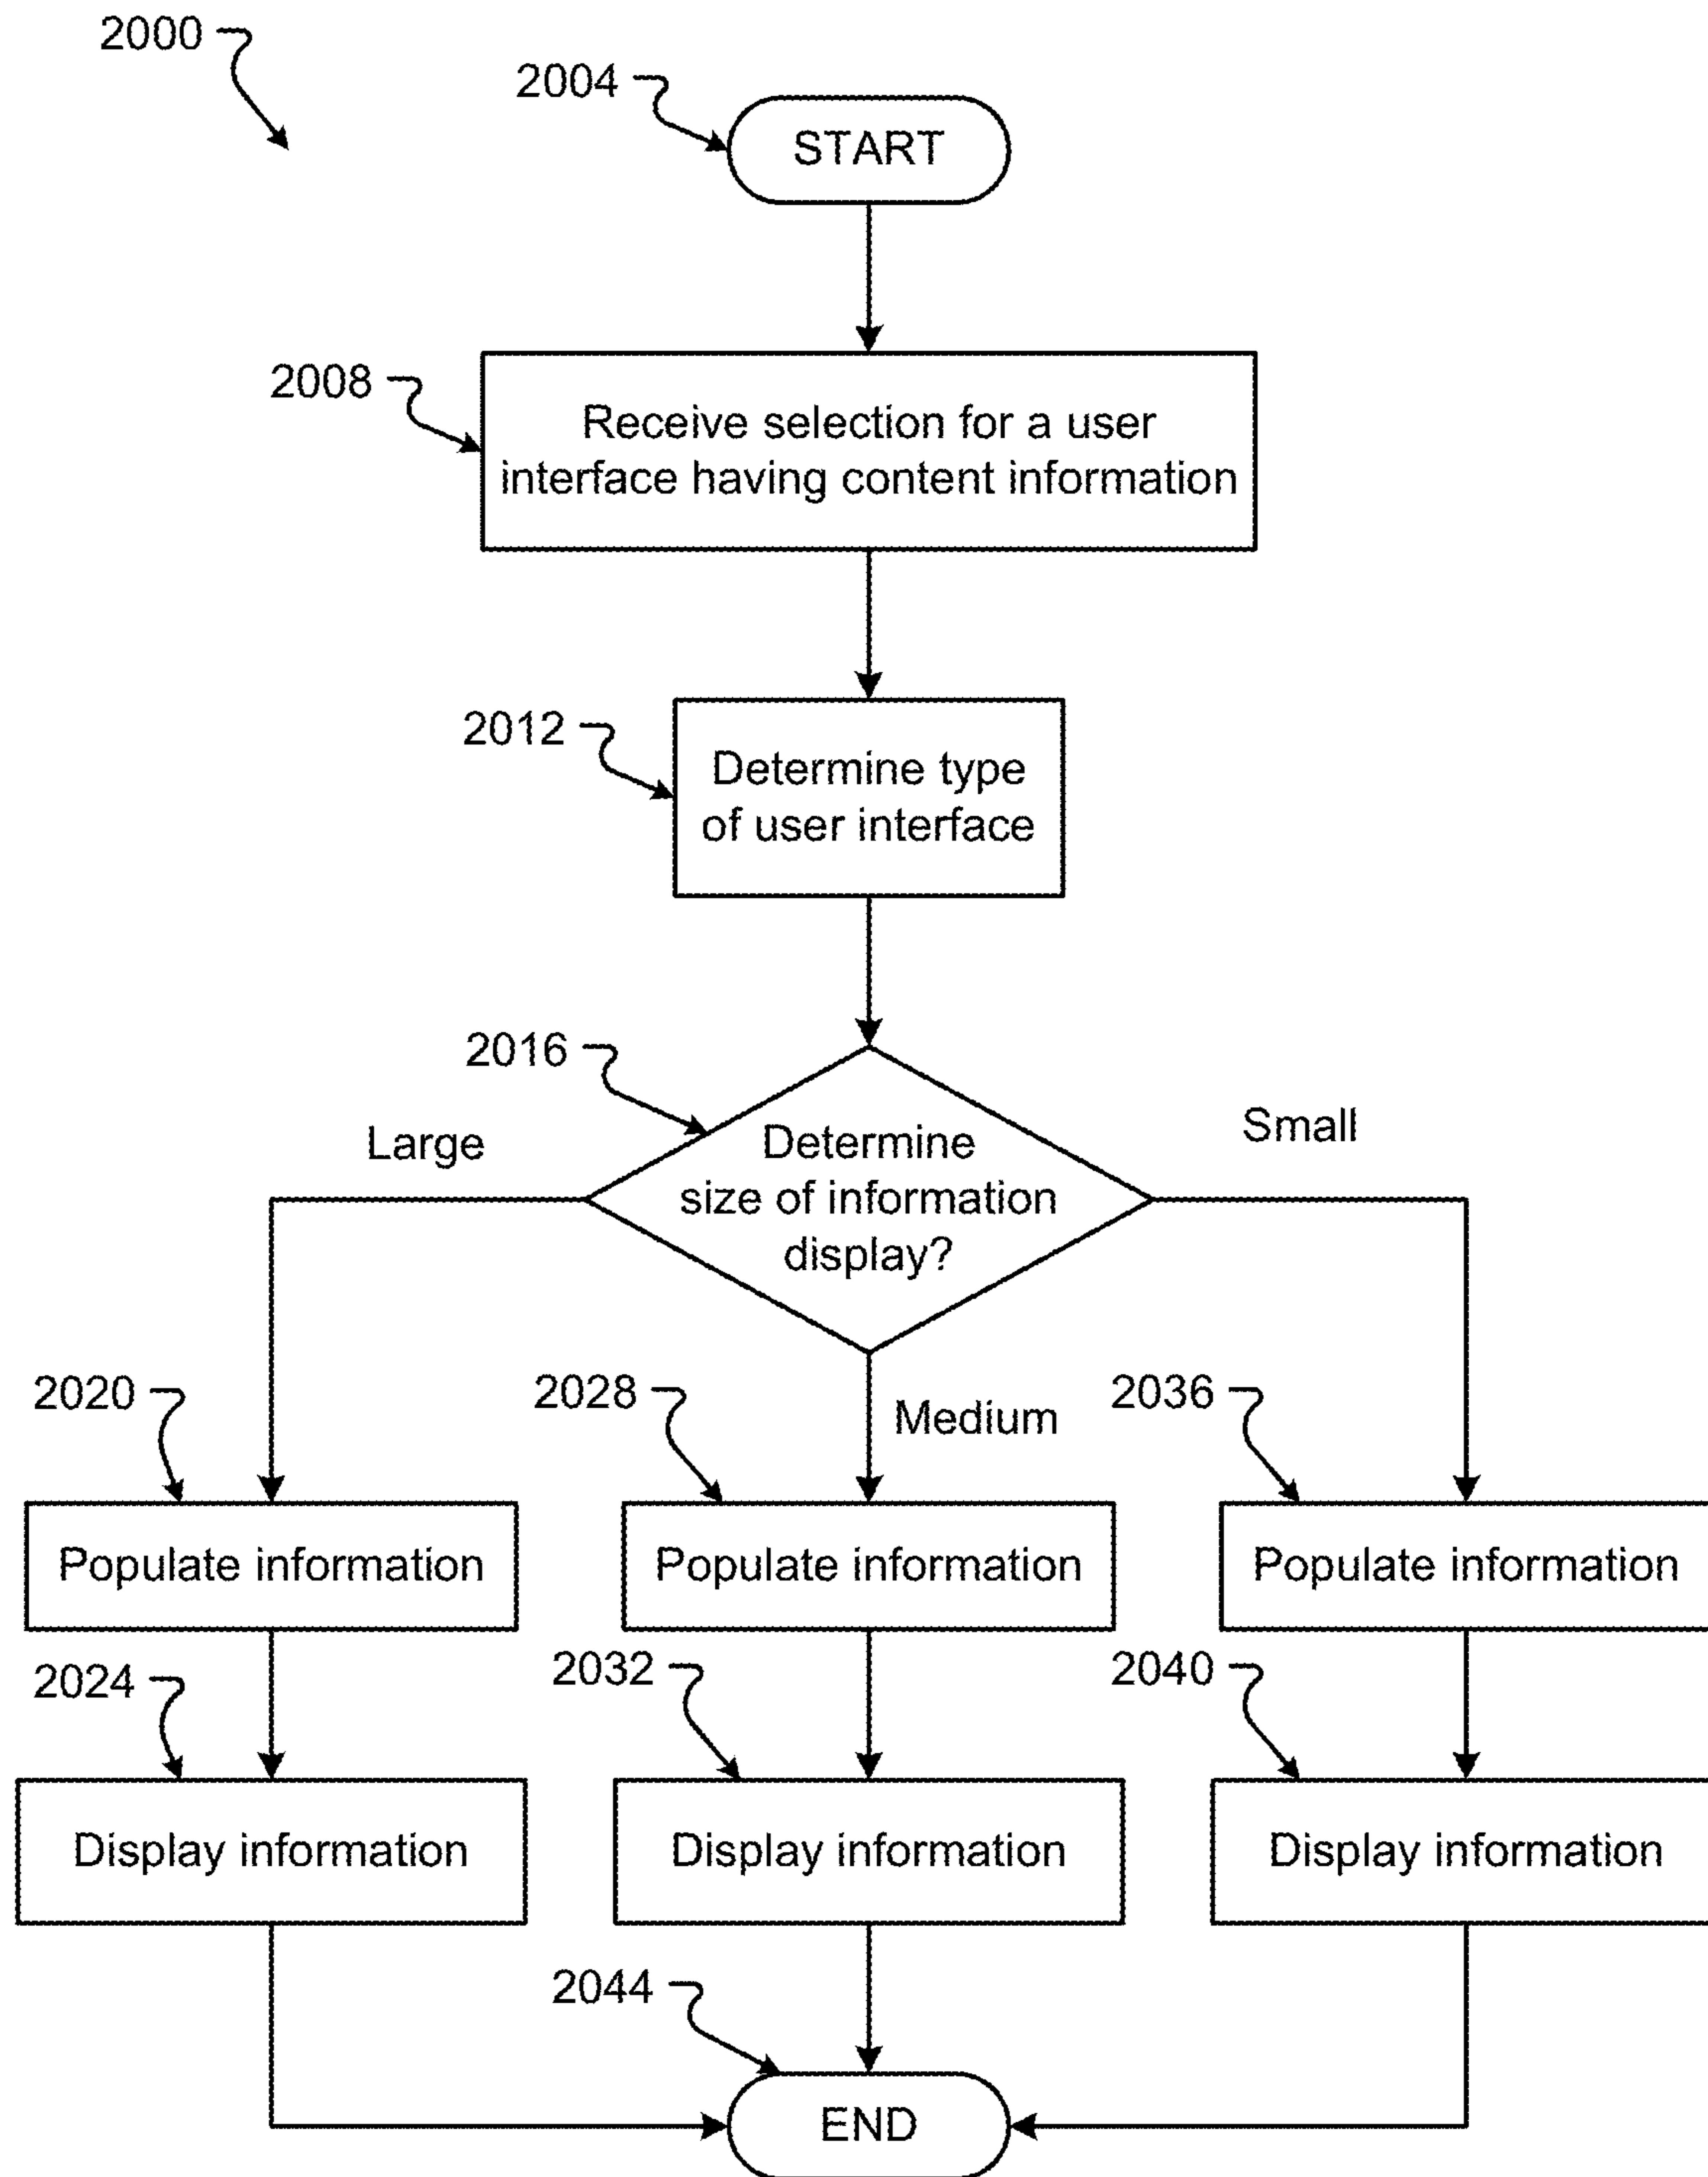 2000
2004
START
2008
Receive selection for a user
interface having content information
2012
Determine type
of user interface
2016
Large
Small
Determine
size of information
display?
2020
2028
Medium
2036
Populate information
Populate information
Populate information
2024
2032
2040
Display information
Display information
Display information
2044
END